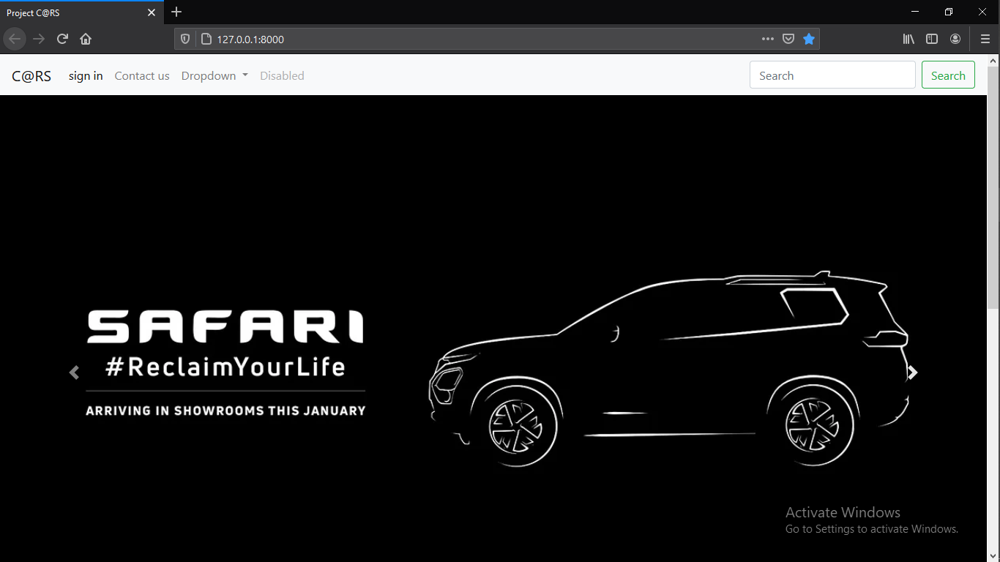 Project C@RS
127.0.0.1:8000
C@RS sign in Contact us Dropdown Disabled Search Search
SAFARI
#ReclaimYourLife
ARRIVING IN SHOWROOMS THIS JANUARY
Activate Windows
Go to Settings to activate Windows.